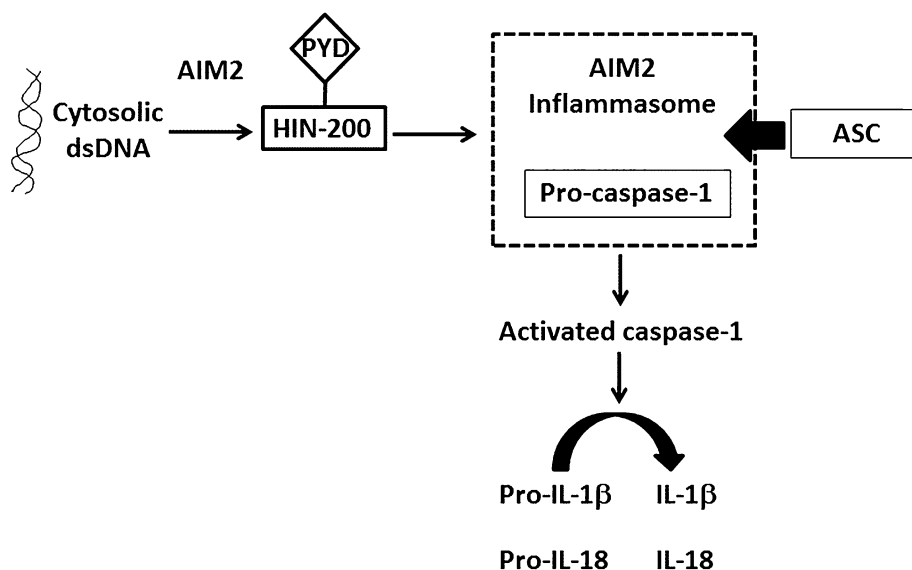 PYD
AIM2
Cytosolic
dsDNA
HIN-200
AIM2
Inflammasome
ASC
Pro-caspase-1
Activated caspase-1
Pro-IL-1β IL-1β
Pro-IL-18 IL-18